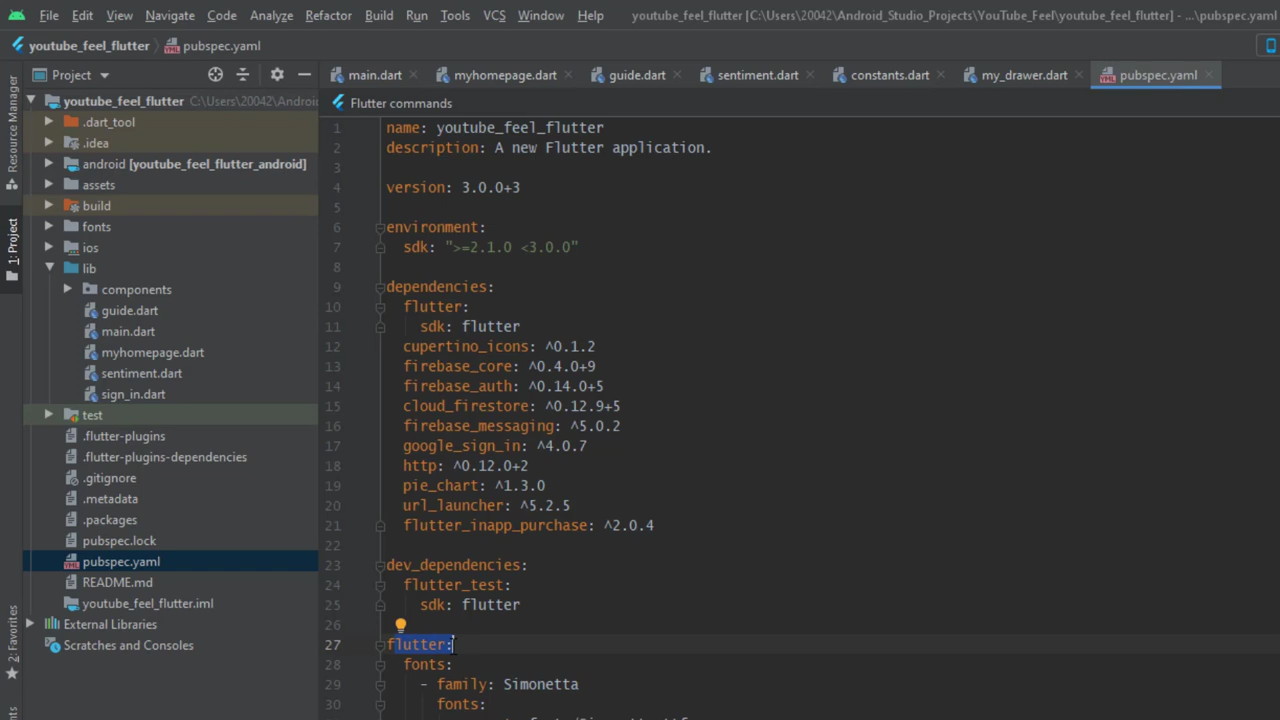 File Edit View Navigate Code Analyze Refactor Build Run Tools VCS Window Help youtube_feel_flutter [C:\Users\20042\Android_Studio_Projects\YouTube_Feel\youtube_feel_flutter] - ...\pubspec.yaml
youtube_feel_flutter pubspec.yaml
Project main.dart myhomepage.dart guide.dart sentiment.dart constants.dart my_drawer.dart pubspec.yaml
Resource Manager
1: Project
2: Favorites
youtube_feel_flutter C:\Users\20042\Android
.dart_tool
.idea
android [youtube_feel_flutter_android]
assets
build
fonts
ios
lib
components
guide.dart
main.dart
myhomepage.dart
sentiment.dart
sign_in.dart
test
.flutter-plugins
.flutter-plugins-dependencies
.gitignore
.metadata
.packages
pubspec.lock
pubspec.yaml
README.md
youtube_feel_flutter.iml
External Libraries
Scratches and Consoles
Flutter commands
1 name: youtube_feel_flutter
2 description: A new Flutter application.
3
4 version: 3.0.0+3
5
6 environment:
7 sdk: ">=2.1.0 <3.0.0"
8
9 dependencies:
10 flutter:
11 sdk: flutter
12 cupertino_icons: ^0.1.2
13 firebase_core: ^0.4.0+9
14 firebase_auth: ^0.14.0+5
15 cloud_firestore: ^0.12.9+5
16 firebase_messaging: ^5.0.2
17 google_sign_in: ^4.0.7
18 http: ^0.12.0+2
19 pie_chart: ^1.3.0
20 url_launcher: ^5.2.5
21 flutter_inapp_purchase: ^2.0.4
22
23 dev_dependencies:
24 flutter_test:
25 sdk: flutter
26
27 flutter:
28 fonts:
29 - family: Simonetta
30 fonts: